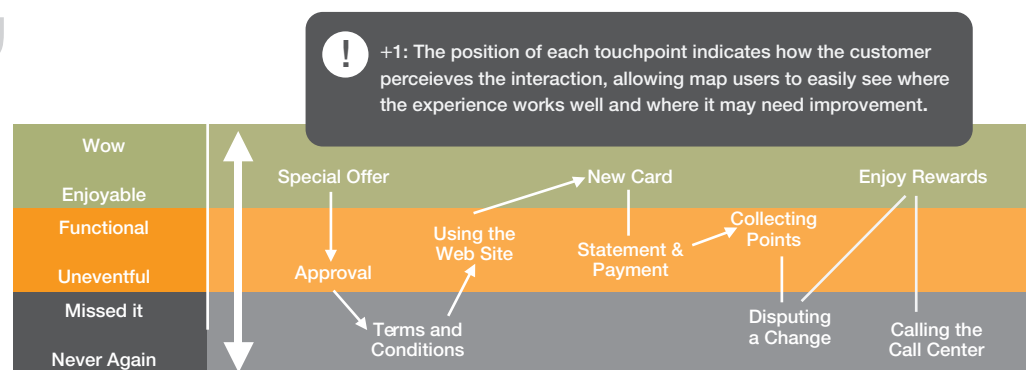 !
+1: The position of each touchpoint indicates how the customer
perceieves the interaction, allowing map users to easily see where
the experience works well and where it may need improvement.
Wow
Enjoyable
Functional
Uneventful
Missed it
Never Again
Special Offer
Approval
Terms and
Conditions
Using the
Web Site
New Card
Statement &
Payment
Collecting
Points
Disputing
a Change
Enjoy Rewards
Calling the
Call Center